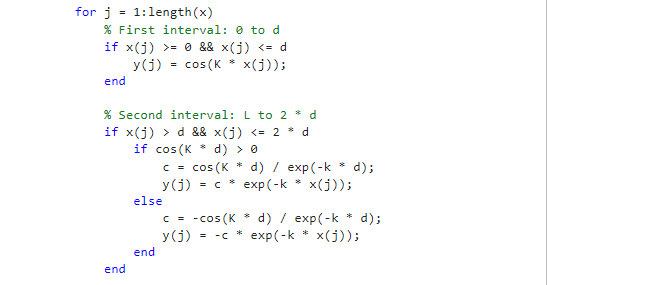 for j = 1:length(x)
% First interval: 0 to d
if x(j) >= 0 && x(j) <= d
y(j) = cos(K * x(j));
end
% Second interval: L to 2 * d
if x(j) > d && x(j) <= 2 * d
if cos(K * d) > 0
c = cos(K * d) / exp(-k * d);
y(j) = c * exp(-k * x(j));
else
c = -cos(K * d) / exp(-k * d);
y(j) = -c * exp(-k * x(j));
end
end